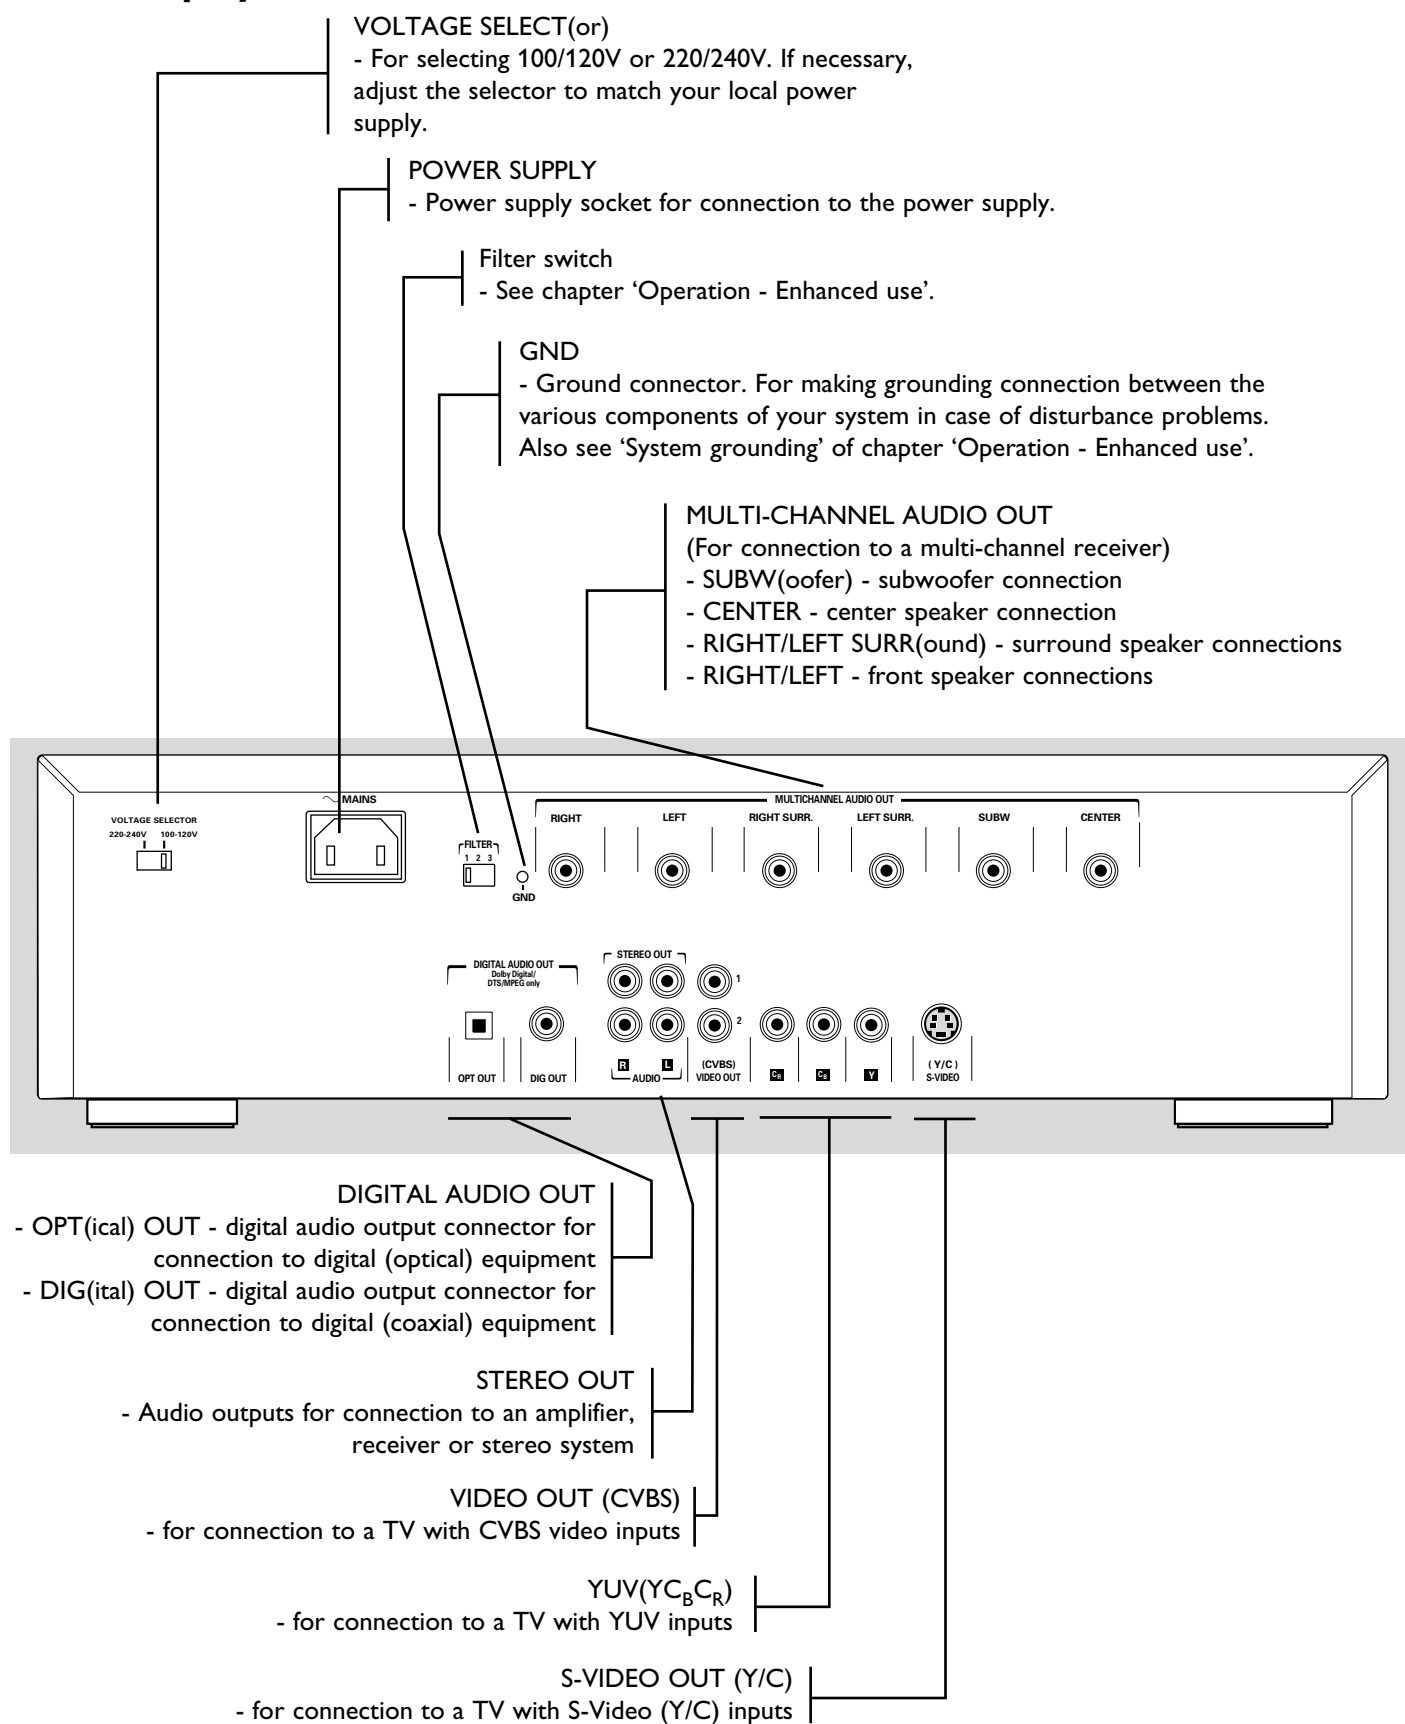 VOLTAGE SELECT(or)
- For selecting 100/120V or 220/240V. If necessary,
adjust the selector to match your local power
supply.
POWER SUPPLY
- Power supply socket for connection to the power supply.
Filter switch
- See chapter ‘Operation - Enhanced use’.
GND
- Ground connector. For making grounding connection between the
various components of your system in case of disturbance problems.
Also see ‘System grounding’ of chapter ‘Operation - Enhanced use’.
MULTI-CHANNEL AUDIO OUT
(For connection to a multi-channel receiver)
- SUBW(oofer) - subwoofer connection
- CENTER - center speaker connection
- RIGHT/LEFT SURR(ound) - surround speaker connections
- RIGHT/LEFT - front speaker connections
MAINS
MULTICHANNEL AUDIO OUT
VOLTAGE SELECTOR
220-240V 100-120V
RIGHT LEFT RIGHT SURR. LEFT SURR. SUBW CENTER
FILTER
1 2 3
GND
STEREO OUT
DIGITAL AUDIO OUT
Dolby Digital/
DTS/MPEG only
1
2
R L (CVBS) (Y/C)
OPT OUT DIG OUT AUDIO VIDEO OUT CR CB Y S-VIDEO
DIGITAL AUDIO OUT
- OPT(ical) OUT - digital audio output connector for
connection to digital (optical) equipment
- DIG(ital) OUT - digital audio output connector for
connection to digital (coaxial) equipment
STEREO OUT
- Audio outputs for connection to an amplifier,
receiver or stereo system
VIDEO OUT (CVBS)
- for connection to a TV with CVBS video inputs
YUV(YCBCR)
- for connection to a TV with YUV inputs
S-VIDEO OUT (Y/C)
- for connection to a TV with S-Video (Y/C) inputs